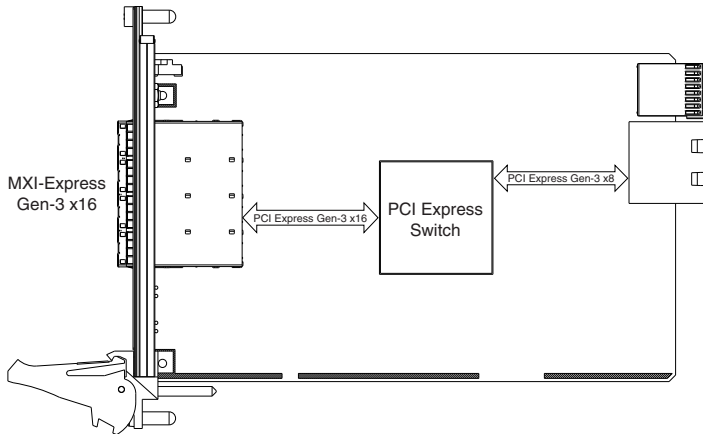 MXI-Express
Gen-3 x16
PCI Express Gen-3 x16
PCI Express
Switch
PCI Express Gen-3 x8